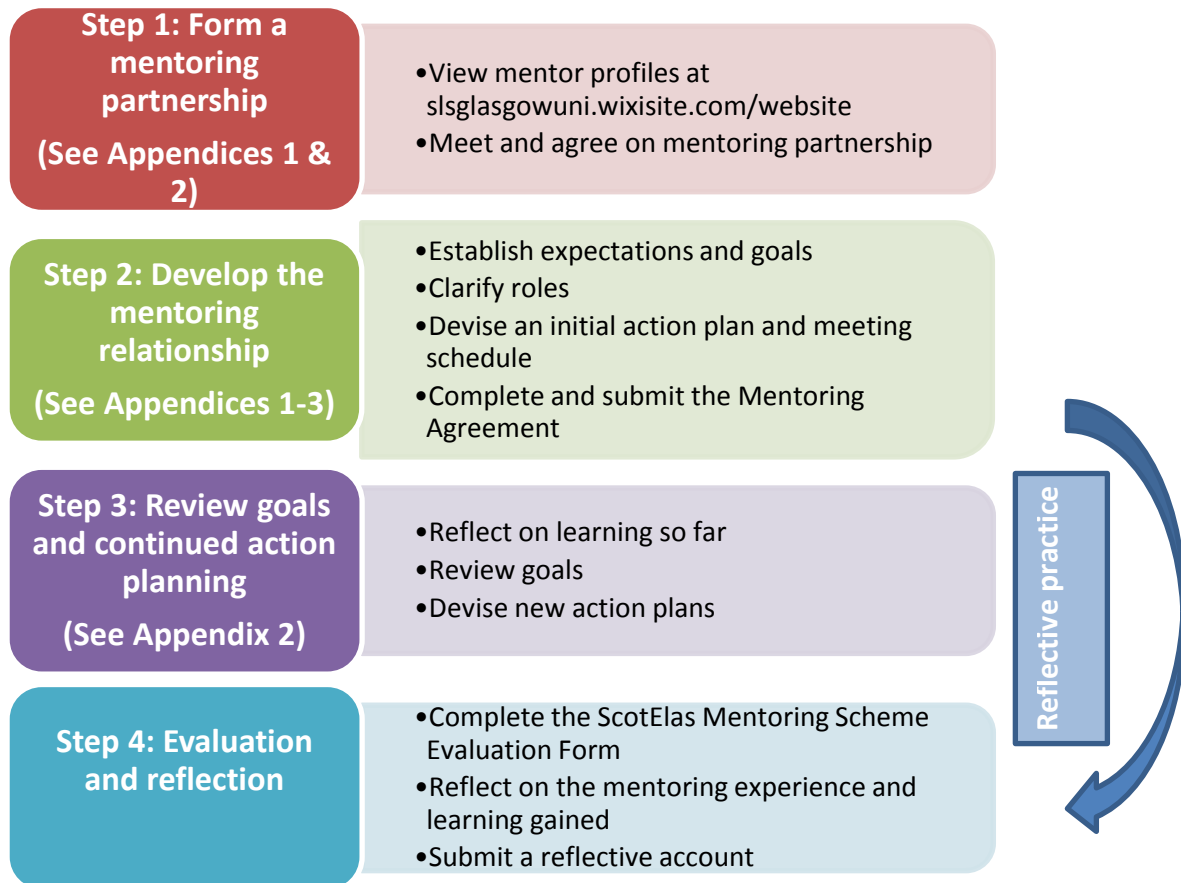 Step 1: Form a
mentoring
partnership
(See Appendices 1 &
2)
•View mentor profiles at
slsglasgowuni.wixisite.com/website
•Meet and agree on mentoring partnership
Step 2: Develop the
mentoring
relationship
(See Appendices 1-3)
•Establish expectations and goals
•Clarify roles
•Devise an initial action plan and meeting
schedule
•Complete and submit the Mentoring
Agreement
Step 3: Review goals
and continued action
planning
(See Appendix 2)
•Reflect on learning so far
•Review goals
•Devise new action plans
Step 4: Evaluation
and reflection
•Complete the ScotElas Mentoring Scheme
Evaluation Form
•Reflect on the mentoring experience and
learning gained
•Submit a reflective account
Reflective practice